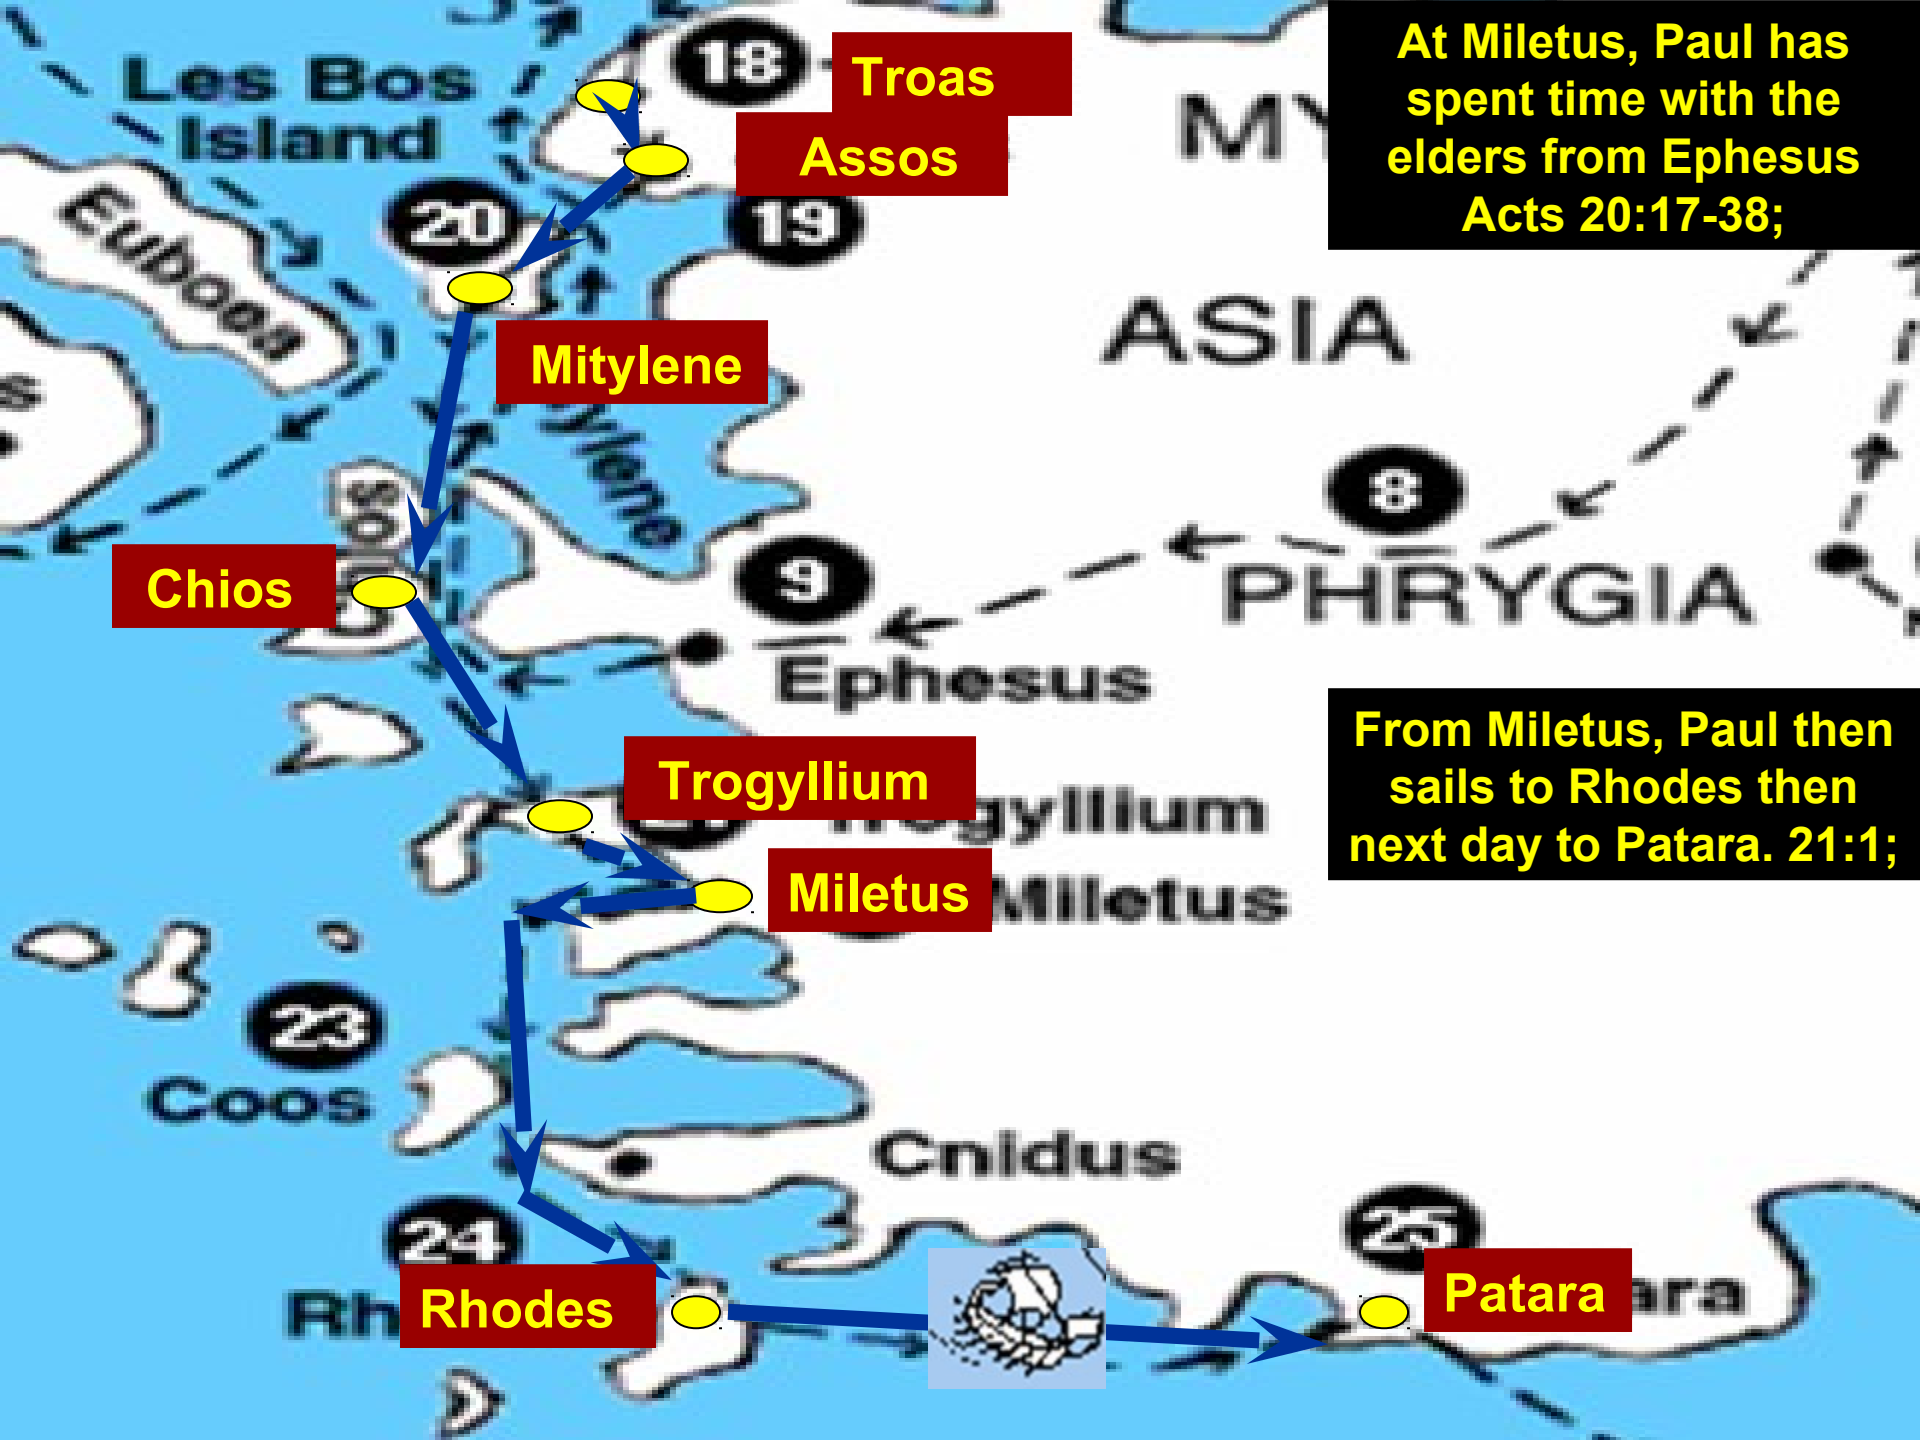 18
Troas
At Miletus, Paul has
spent time with the
elders from Ephesus
Acts 20:17-38;
Les Bos
Island
Assos
20
19
Euboea
ASIA
Mitylene
ylene
8
PHRYGIA
Chios
9
Ephesus
From Miletus, Paul then
sails to Rhodes then
next day to Patara. 21:1;
Trogyllium
gyllium
Miletus
Miletus
23
Coos
Cnidus
24
25
Rh
Rhodes
Patara
ara